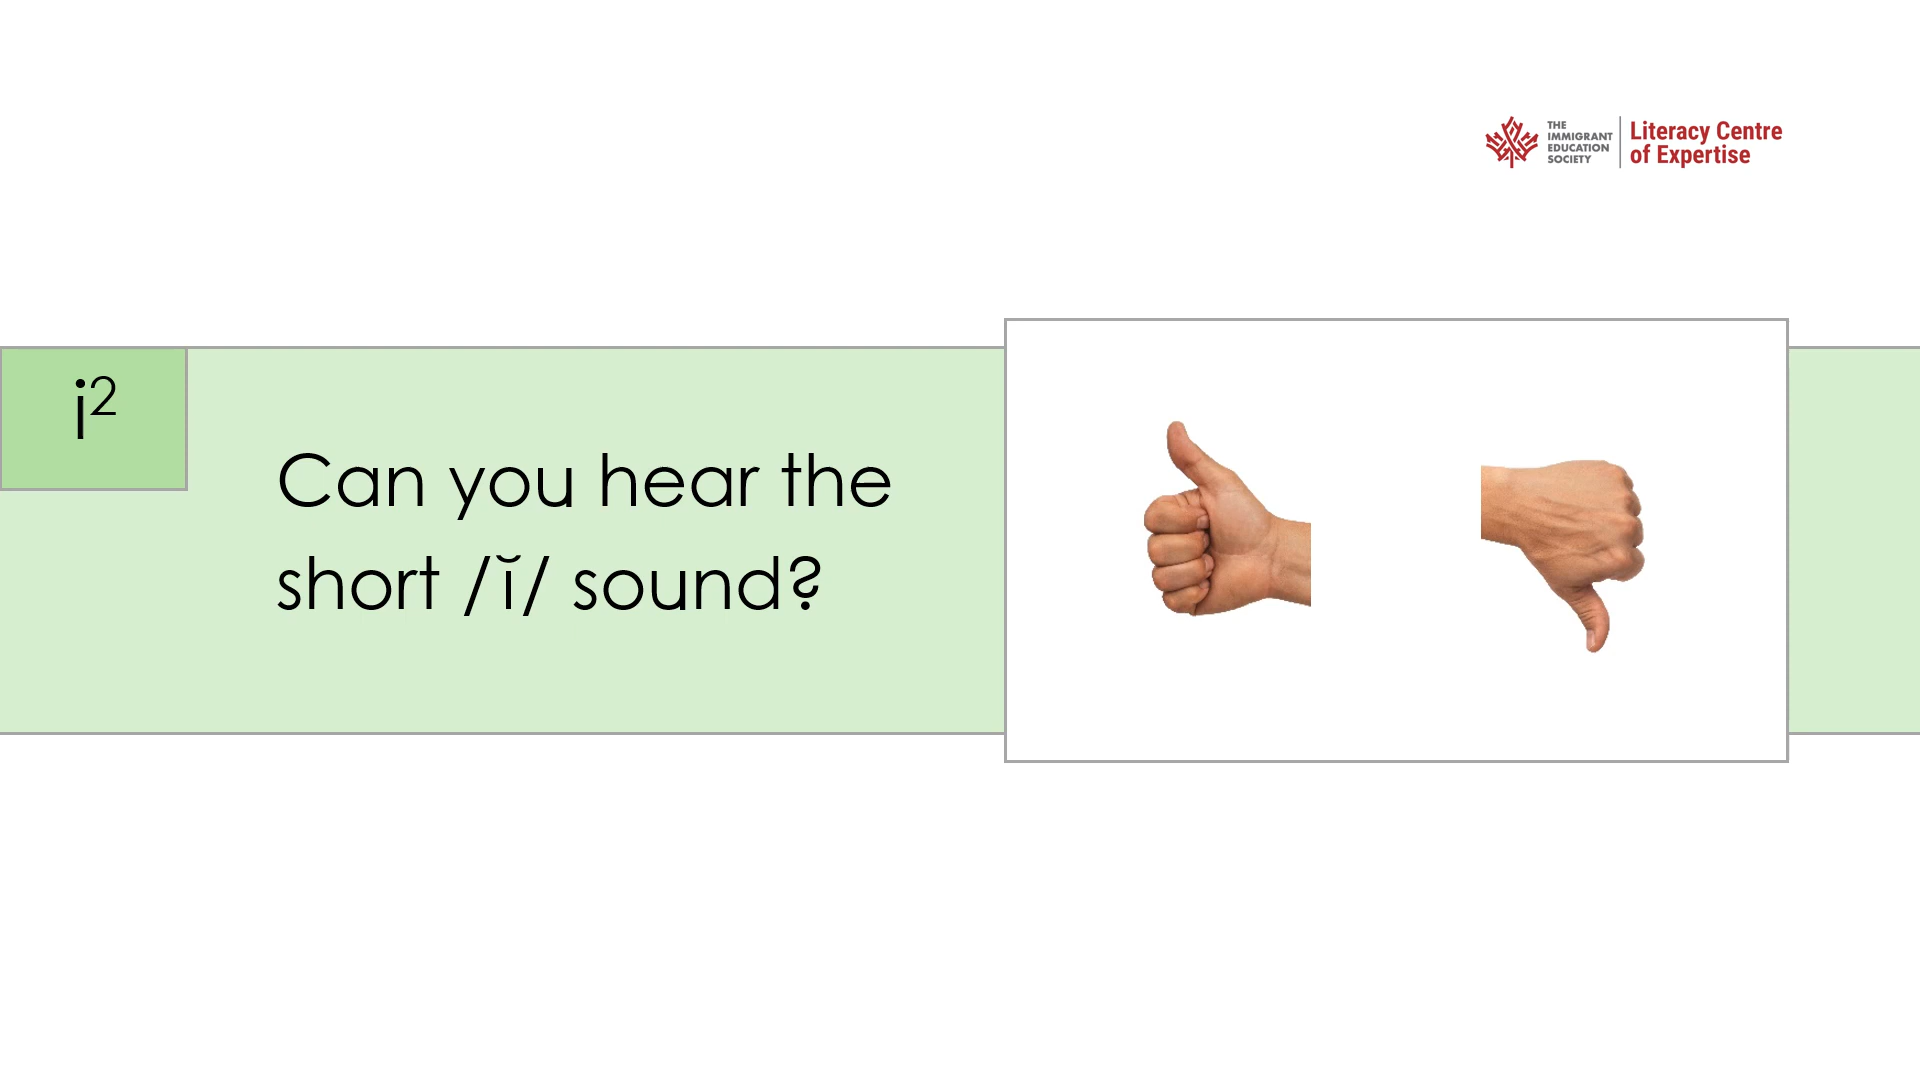 THE
IMMIGRANT
EDUCATION
SOCIETY
Literacy Centre
of Expertise
i²
Can you hear the
short /ĭ/ sound?